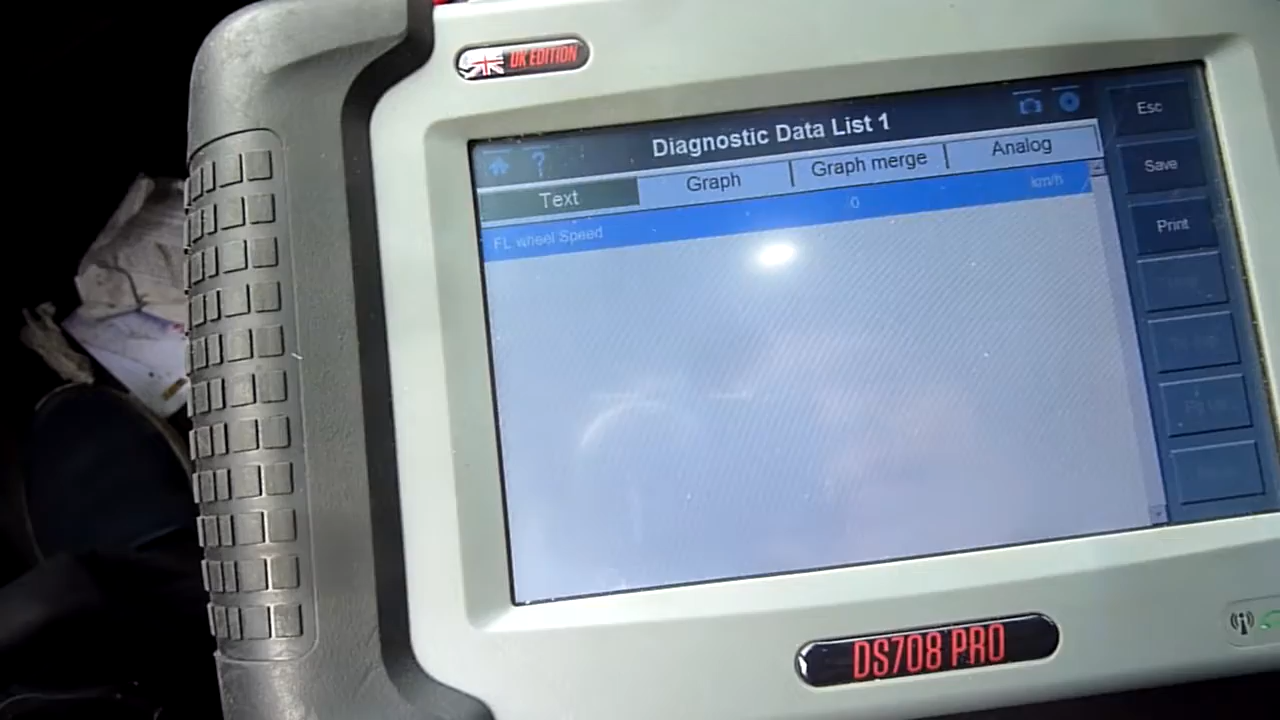 UK EDITION
Diagnostic Data List 1
Esc
Text
Graph
Graph merge
Analog
Save
FL wheel Speed
0
km/h
Print
DS708 PRO